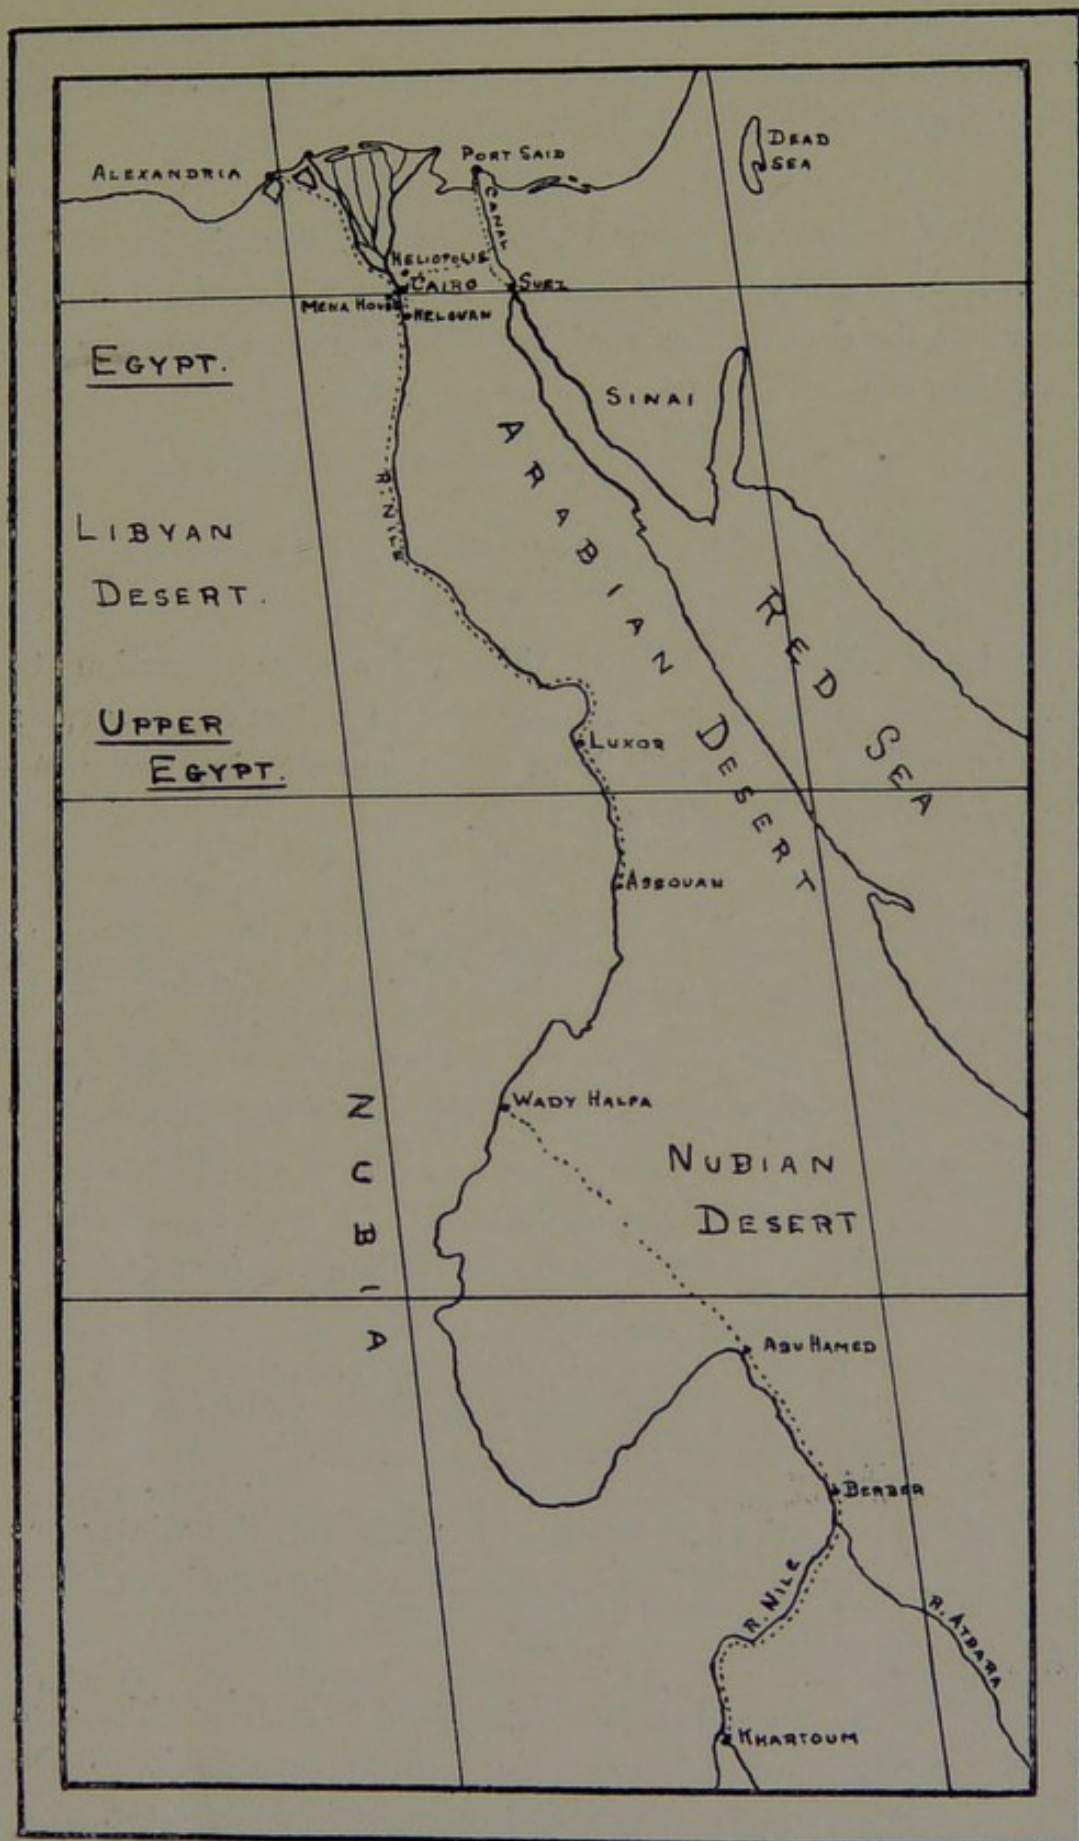 ALEXANDRIA
PORT SAID
DEAD
SEA
CANAL
HELIOPOLIS
CAIRO
SUEZ
MENA HOUSE
HELOUAN
EGYPT.
SINAI
ARABIAN DESERT
R. NILE
LIBYAN
DESERT.
RED SEA
UPPER
EGYPT.
LUXOR
ASSOUAN
NUBIA
WADY HALFA
NUBIAN
DESERT
ABU HAMED
BERBER
R. NILE
R. ATBARA
KHARTOUM